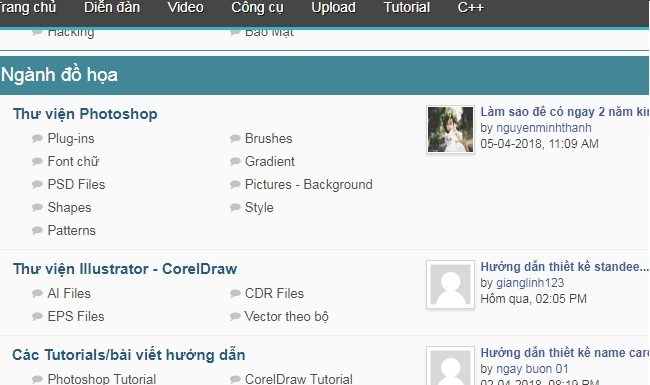 Trang chủ Diễn đàn Video Công cụ Upload Tutorial C++
Hacking Bảo Mật
Ngành đồ họa
Thư viện Photoshop
Plug-ins Brushes
Font chữ Gradient
PSD Files Pictures - Background
Shapes Style
Patterns
Làm sao để có ngay 2 năm
by nguyenminhthanh
05-04-2018, 11:09 AM
Thư viện Illustrator - CorelDraw
AI Files CDR Files
EPS Files Vector theo bộ
Hướng dẫn thiết kế standee...
by gianglinh123
Hôm qua, 02:05 PM
Các Tutorials/bài viết hướng dẫn
Photoshop Tutorial CorelDraw Tutorial
Hướng dẫn thiết kế name
by ngay buon 01
02-04-2018, 08:19 PM